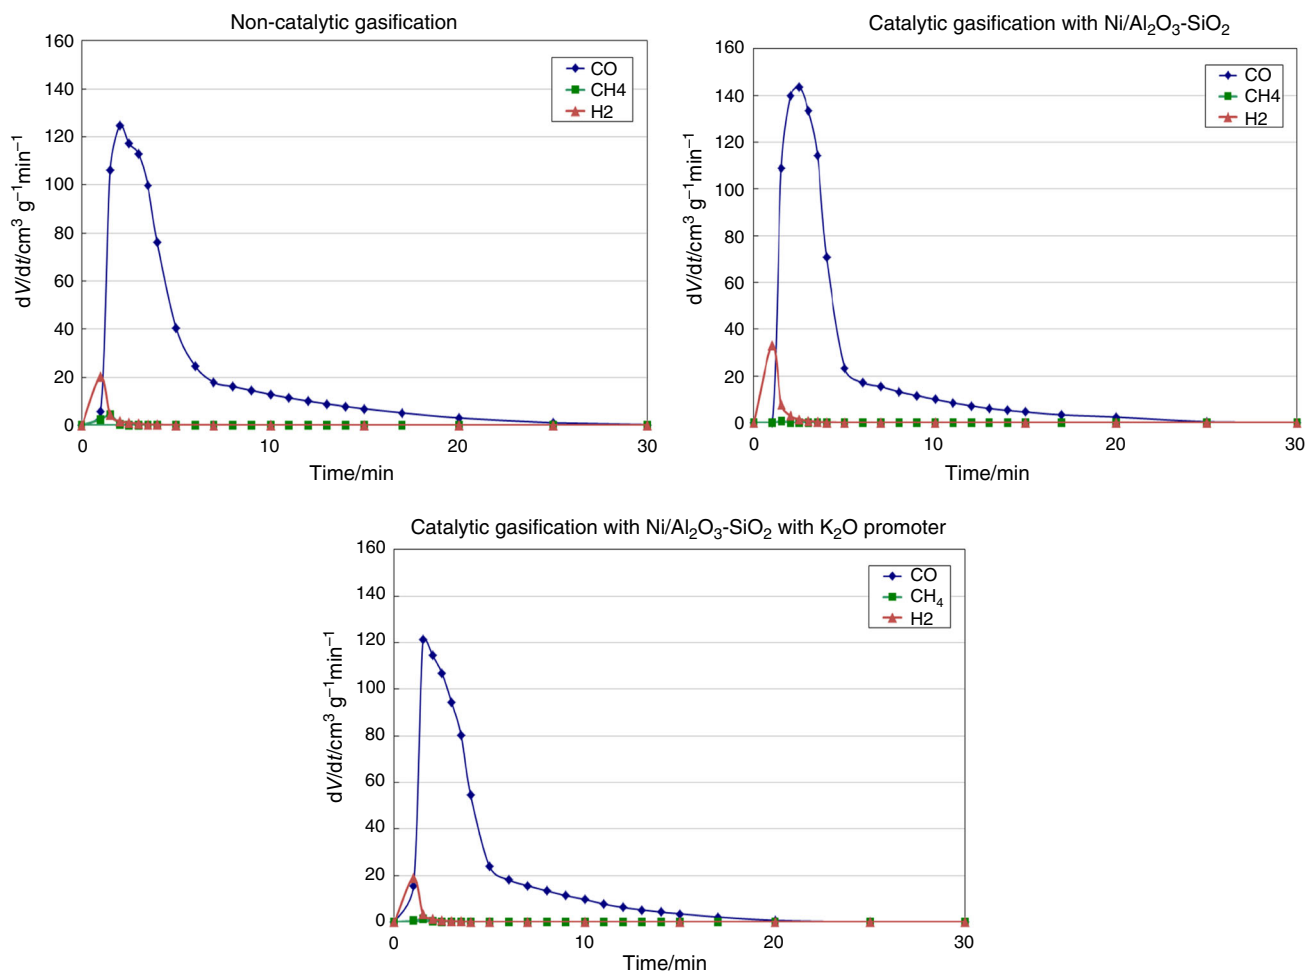 Non-catalytic gasification
160
140
120
100
80
60
40
20
0
0
10
20
30
dV/dt/cm³ g⁻¹min⁻¹
Time/min
CO
CH4
H2
Catalytic gasification with Ni/Al₂O₃-SiO₂
160
140
120
100
80
60
40
20
0
0
10
20
30
dV/dt/cm³ g⁻¹min⁻¹
Time/min
CO
CH4
H2
Catalytic gasification with Ni/Al₂O₃-SiO₂ with K₂O promoter
160
140
120
100
80
60
40
20
0
0
10
20
30
dV/dt/cm³ g⁻¹min⁻¹
Time/min
CO
CH₄
H2